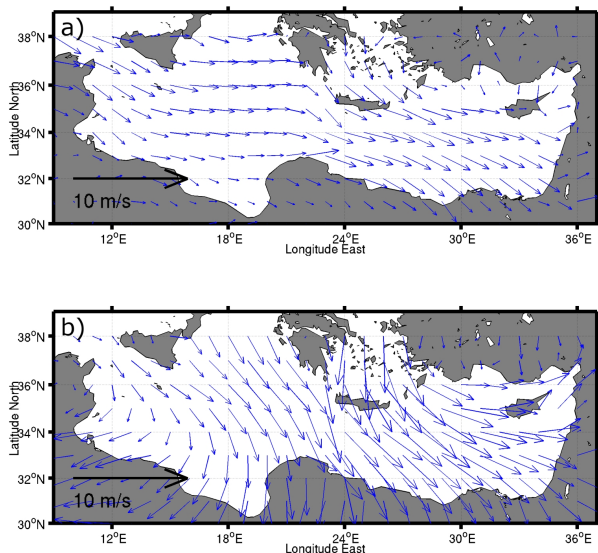 a)
38°N
36°N
34°N
32°N
30°N
Latitude North
10 m/s
12°E
18°E
24°E
30°E
36°E
Longitude East
b)
38°N
36°N
34°N
32°N
30°N
Latitude North
10 m/s
12°E
18°E
24°E
30°E
36°E
Longitude East